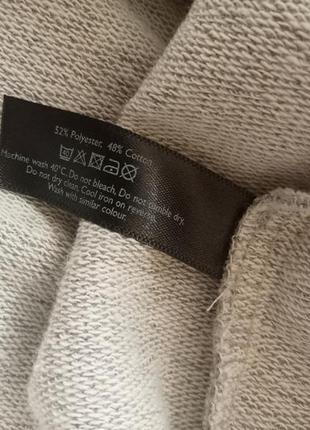 52% Polyester, 48% Cotton
40
Machine wash 40°C. Do not bleach. Do not tumble dry.
Do not dry clean. Cool iron on reverse.
Wash with similar colour.